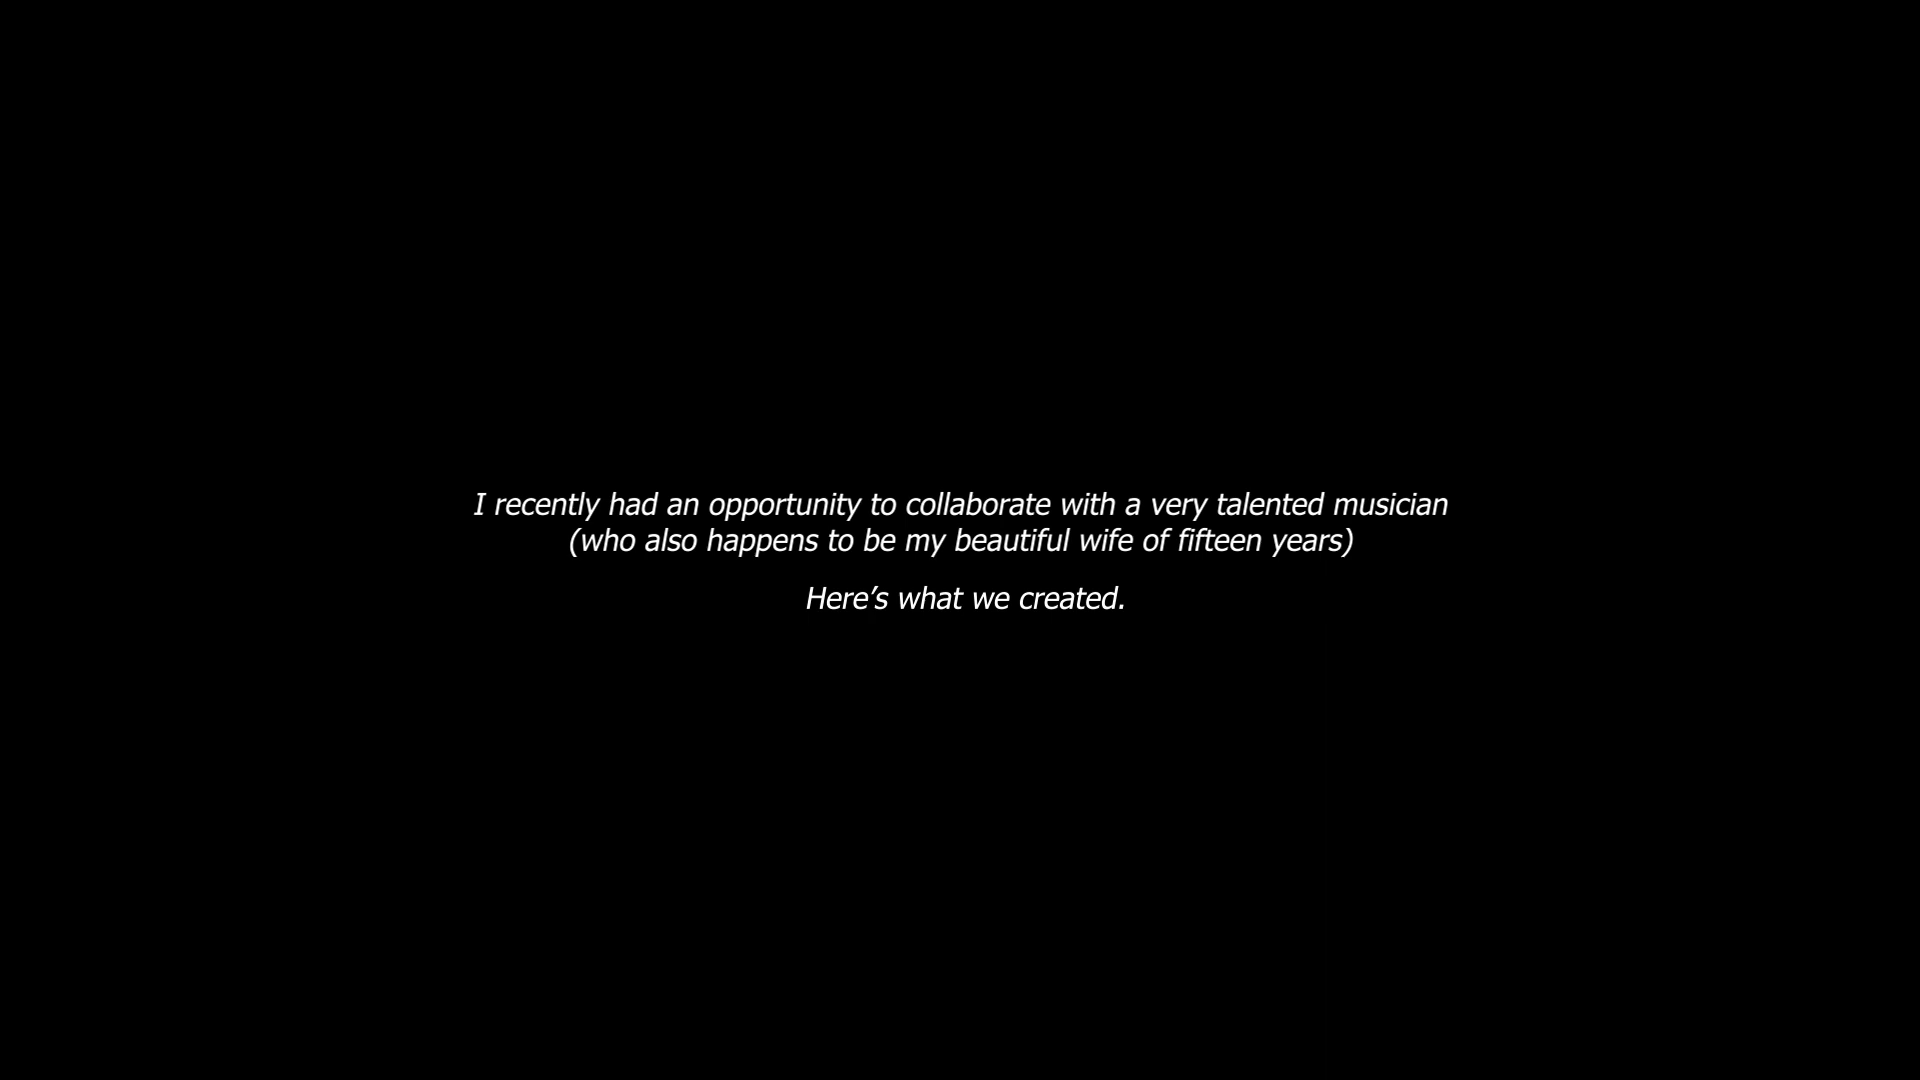 I recently had an opportunity to collaborate with a very talented musician
(who also happens to be my beautiful wife of fifteen years)
Here’s what we created.